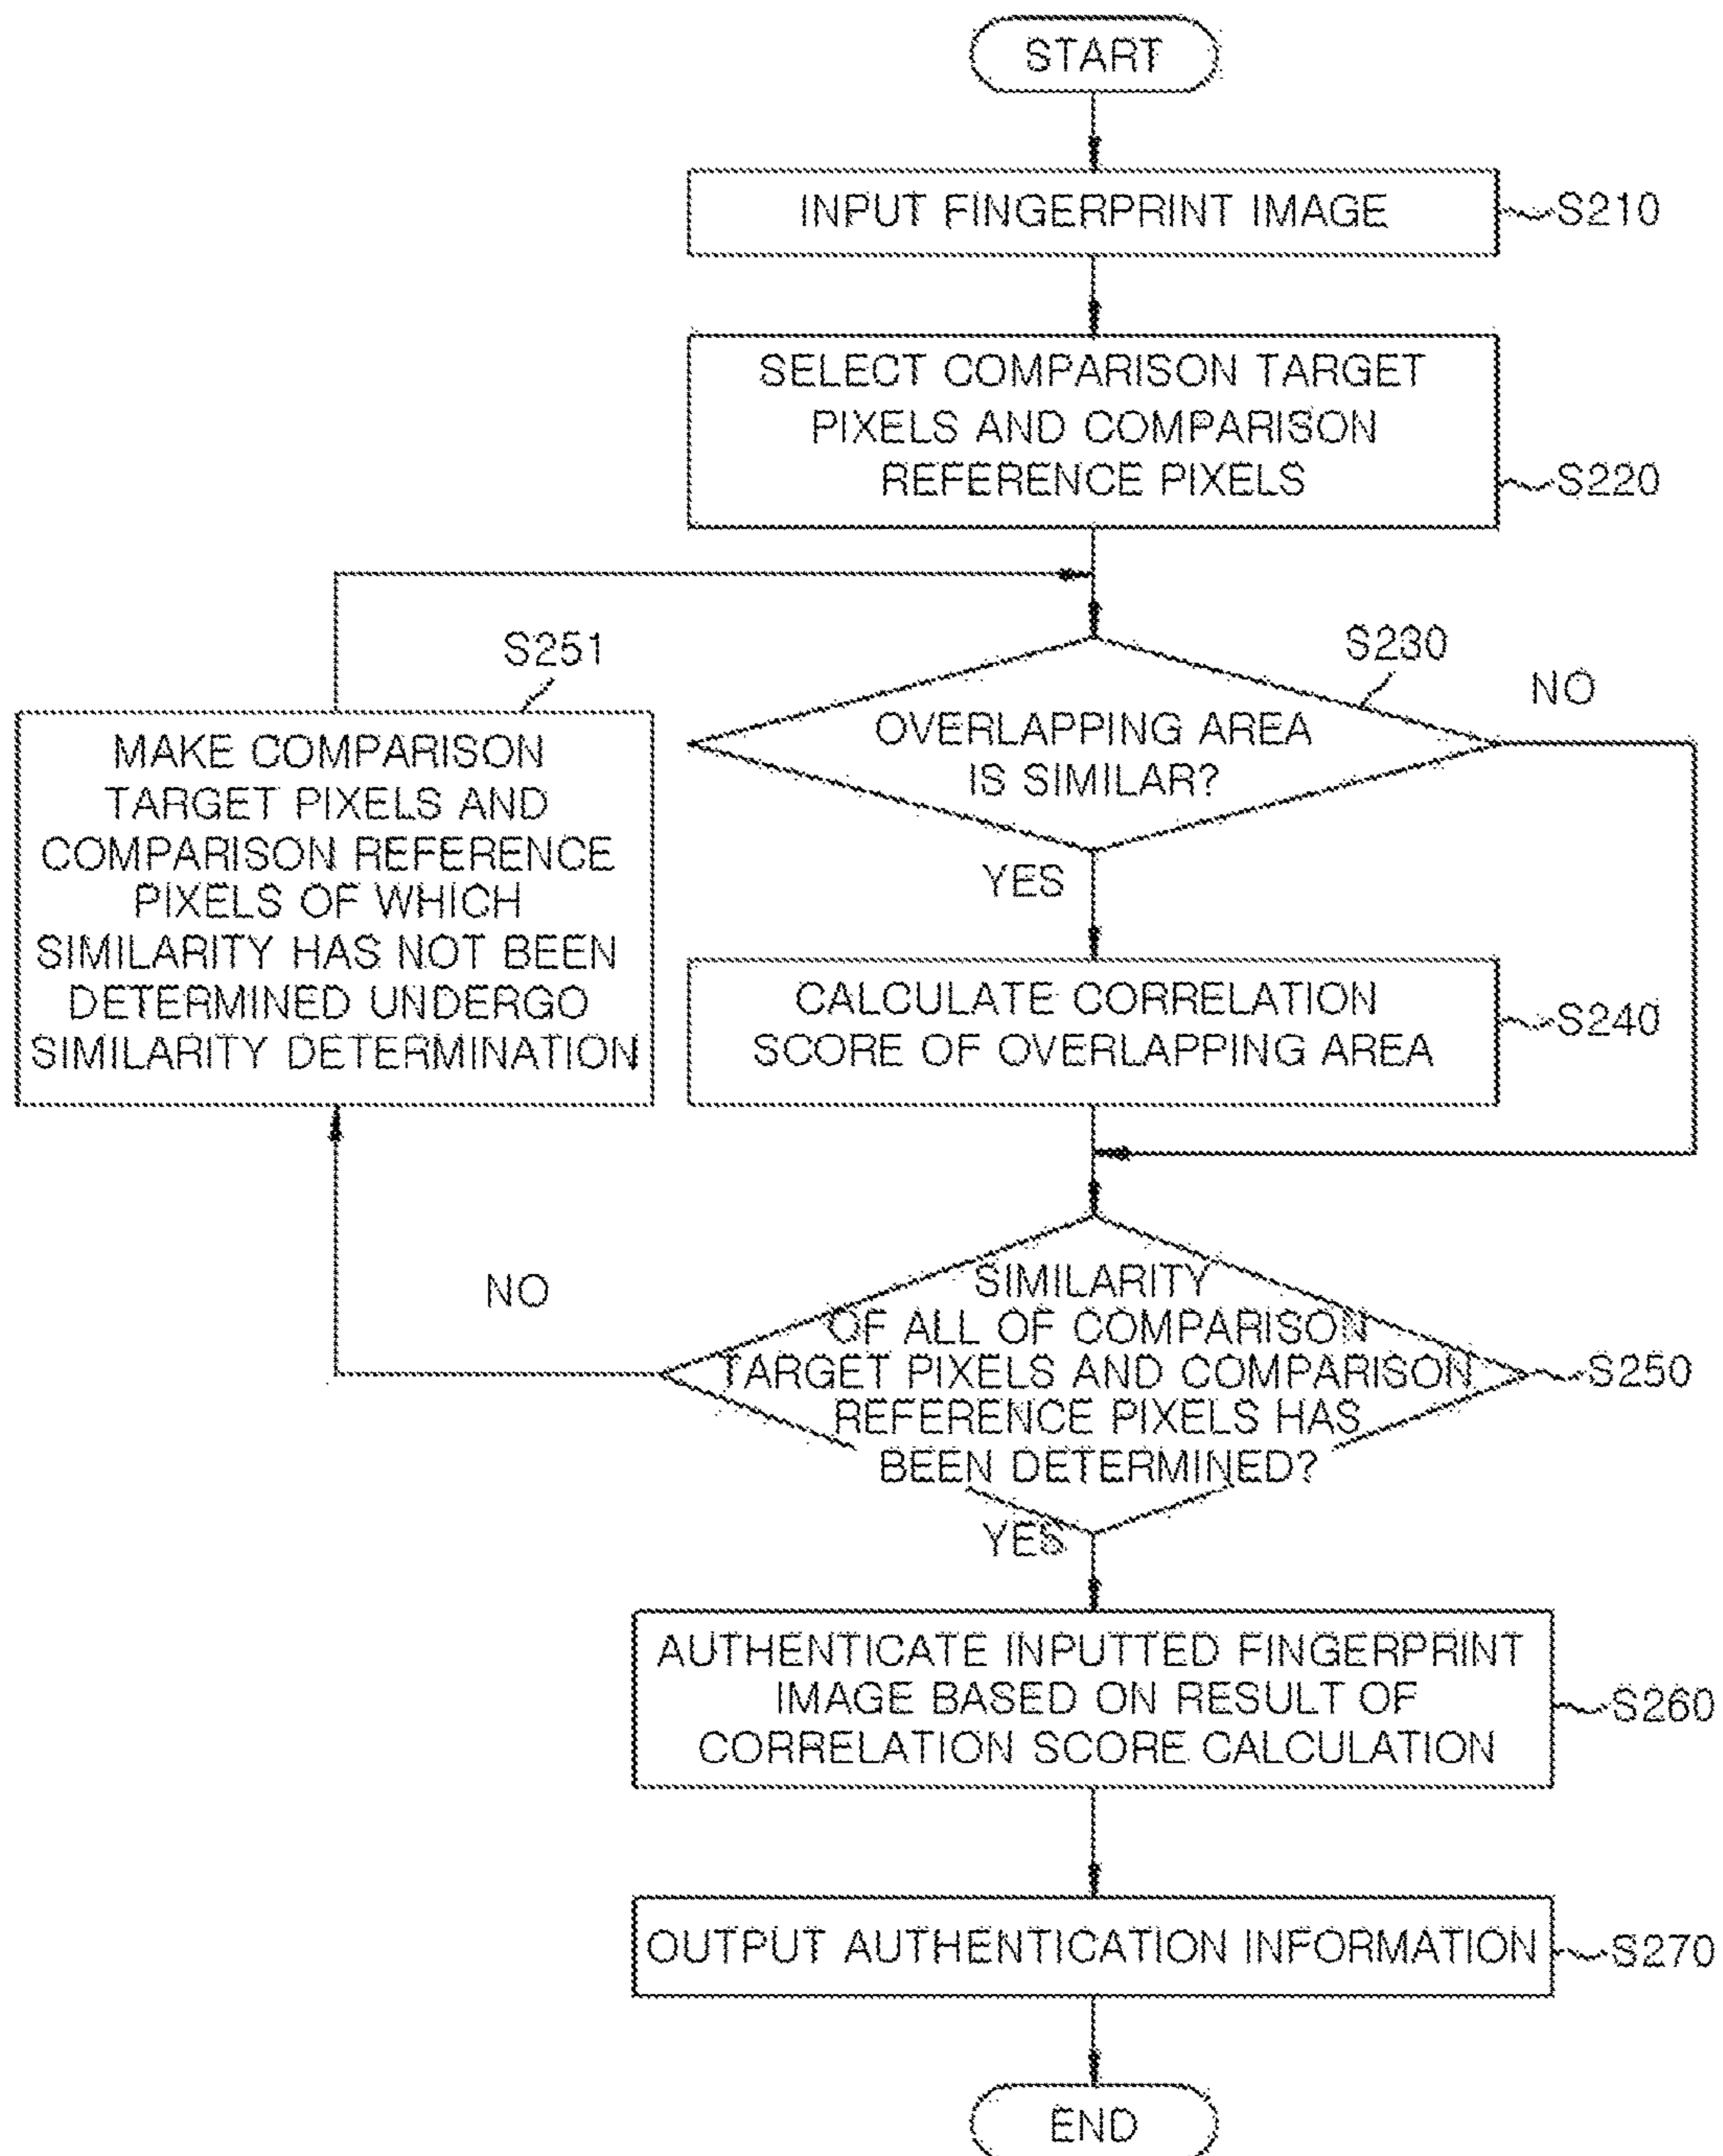 START
INPUT FINGERPRINT IMAGE
S210
SELECT COMPARISON TARGET
PIXELS AND COMPARISON
REFERENCE PIXELS
S220
S251
MAKE COMPARISON
TARGET PIXELS AND
COMPARISON REFERENCE
PIXELS OF WHICH
SIMILARITY HAS NOT BEEN
DETERMINED UNDERGO
SIMILARITY DETERMINATION
S230
NO
OVERLAPPING AREA
IS SIMILAR?
YES
CALCULATE CORRELATION
SCORE OF OVERLAPPING AREA
S240
NO
SIMILARITY
OF ALL OF COMPARISON
TARGET PIXELS AND COMPARISON
REFERENCE PIXELS HAS
BEEN DETERMINED?
S250
YES
AUTHENTICATE INPUTTED FINGERPRINT
IMAGE BASED ON RESULT OF
CORRELATION SCORE CALCULATION
S260
OUTPUT AUTHENTICATION INFORMATION
S270
END